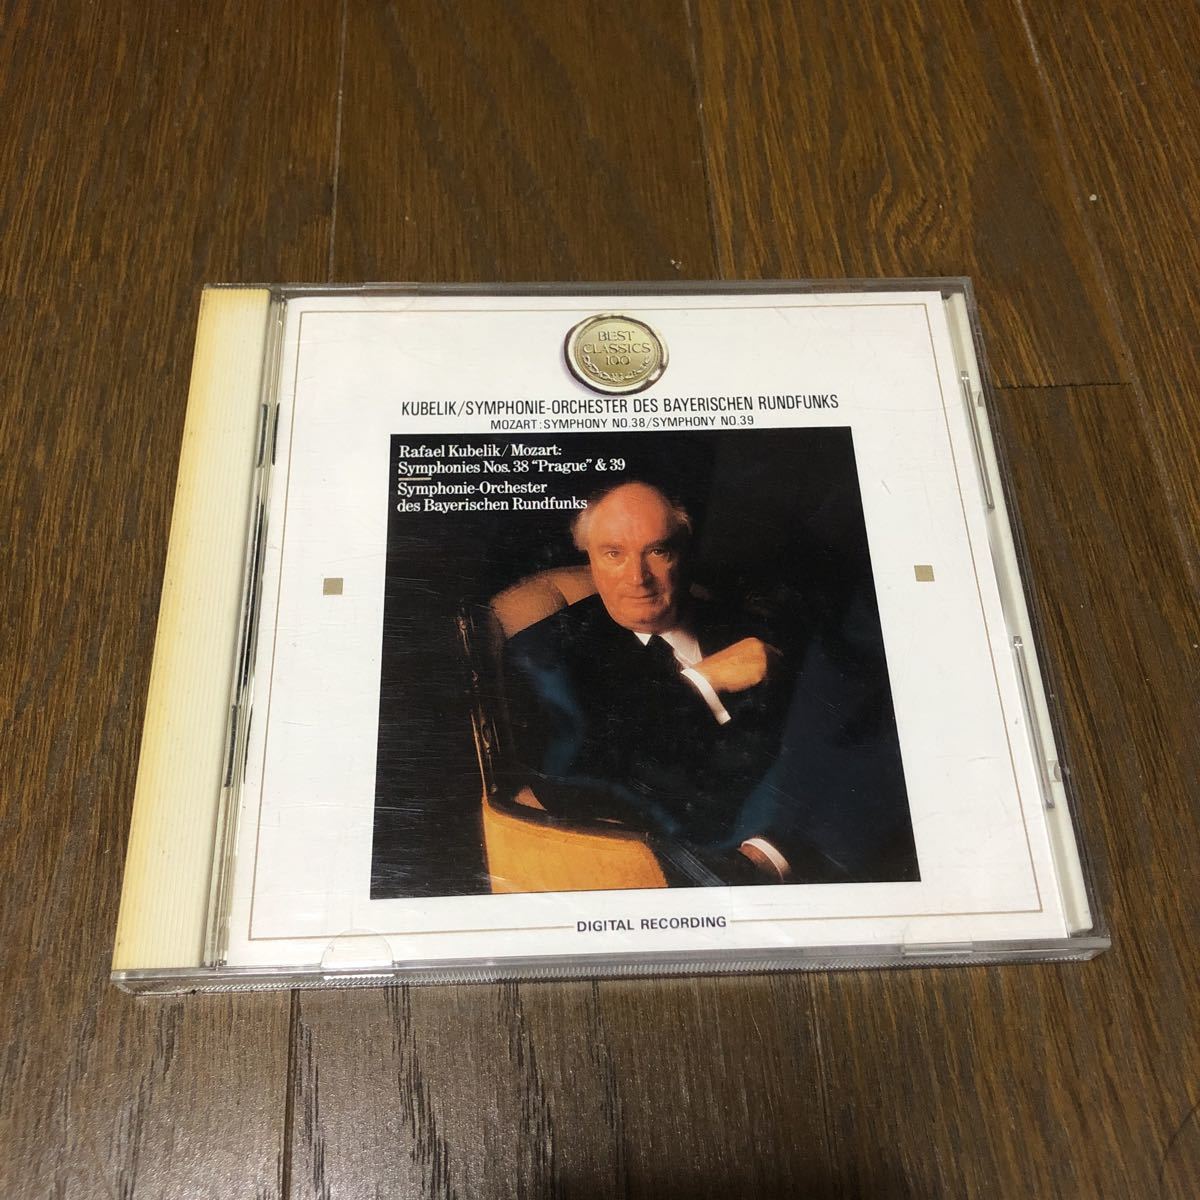 BEST
CLASSICS
100
KUBELIK/SYMPHONIE-ORCHESTER DES BAYERISCHEN RUNDFUNKS
MOZART:SYMPHONY NO.38/SYMPHONY NO.39
Rafael Kubelik/Mozart:
Symphonies Nos. 38 “Prague” & 39
Symphonie-Orchester
des Bayerischen Rundfunks
DIGITAL RECORDING